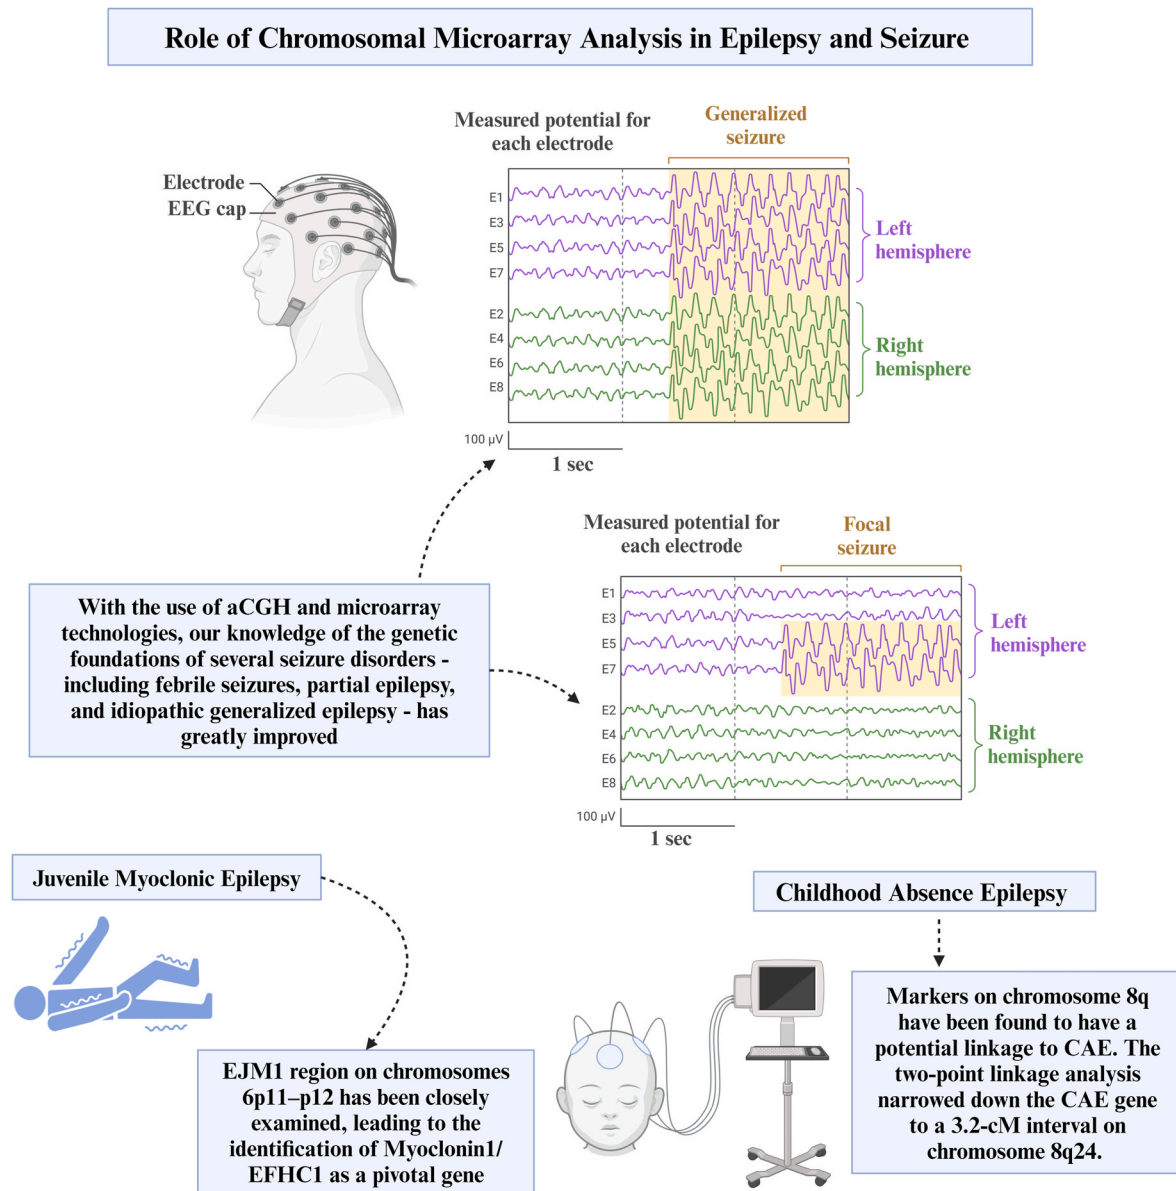 Role of Chromosomal Microarray Analysis in Epilepsy and Seizure
Electrode
EEG cap
Measured potential for
each electrode
Generalized
seizure
E1
E3
E5
E7
E2
E4
E6
E8
Left
hemisphere
Right
hemisphere
100 μV
1 sec
Measured potential for
each electrode
Focal
seizure
E1
E3
E5
E7
E2
E4
E6
E8
Left
hemisphere
Right
hemisphere
100 μV
1 sec
With the use of aCGH and microarray
technologies, our knowledge of the genetic
foundations of several seizure disorders -
including febrile seizures, partial epilepsy,
and idiopathic generalized epilepsy - has
greatly improved
Juvenile Myoclonic Epilepsy
EJM1 region on chromosomes
6p11–p12 has been closely
examined, leading to the
identification of Myoclonin1/
EFHC1 as a pivotal gene
Childhood Absence Epilepsy
Markers on chromosome 8q
have been found to have a
potential linkage to CAE. The
two-point linkage analysis
narrowed down the CAE gene
to a 3.2-cM interval on
chromosome 8q24.